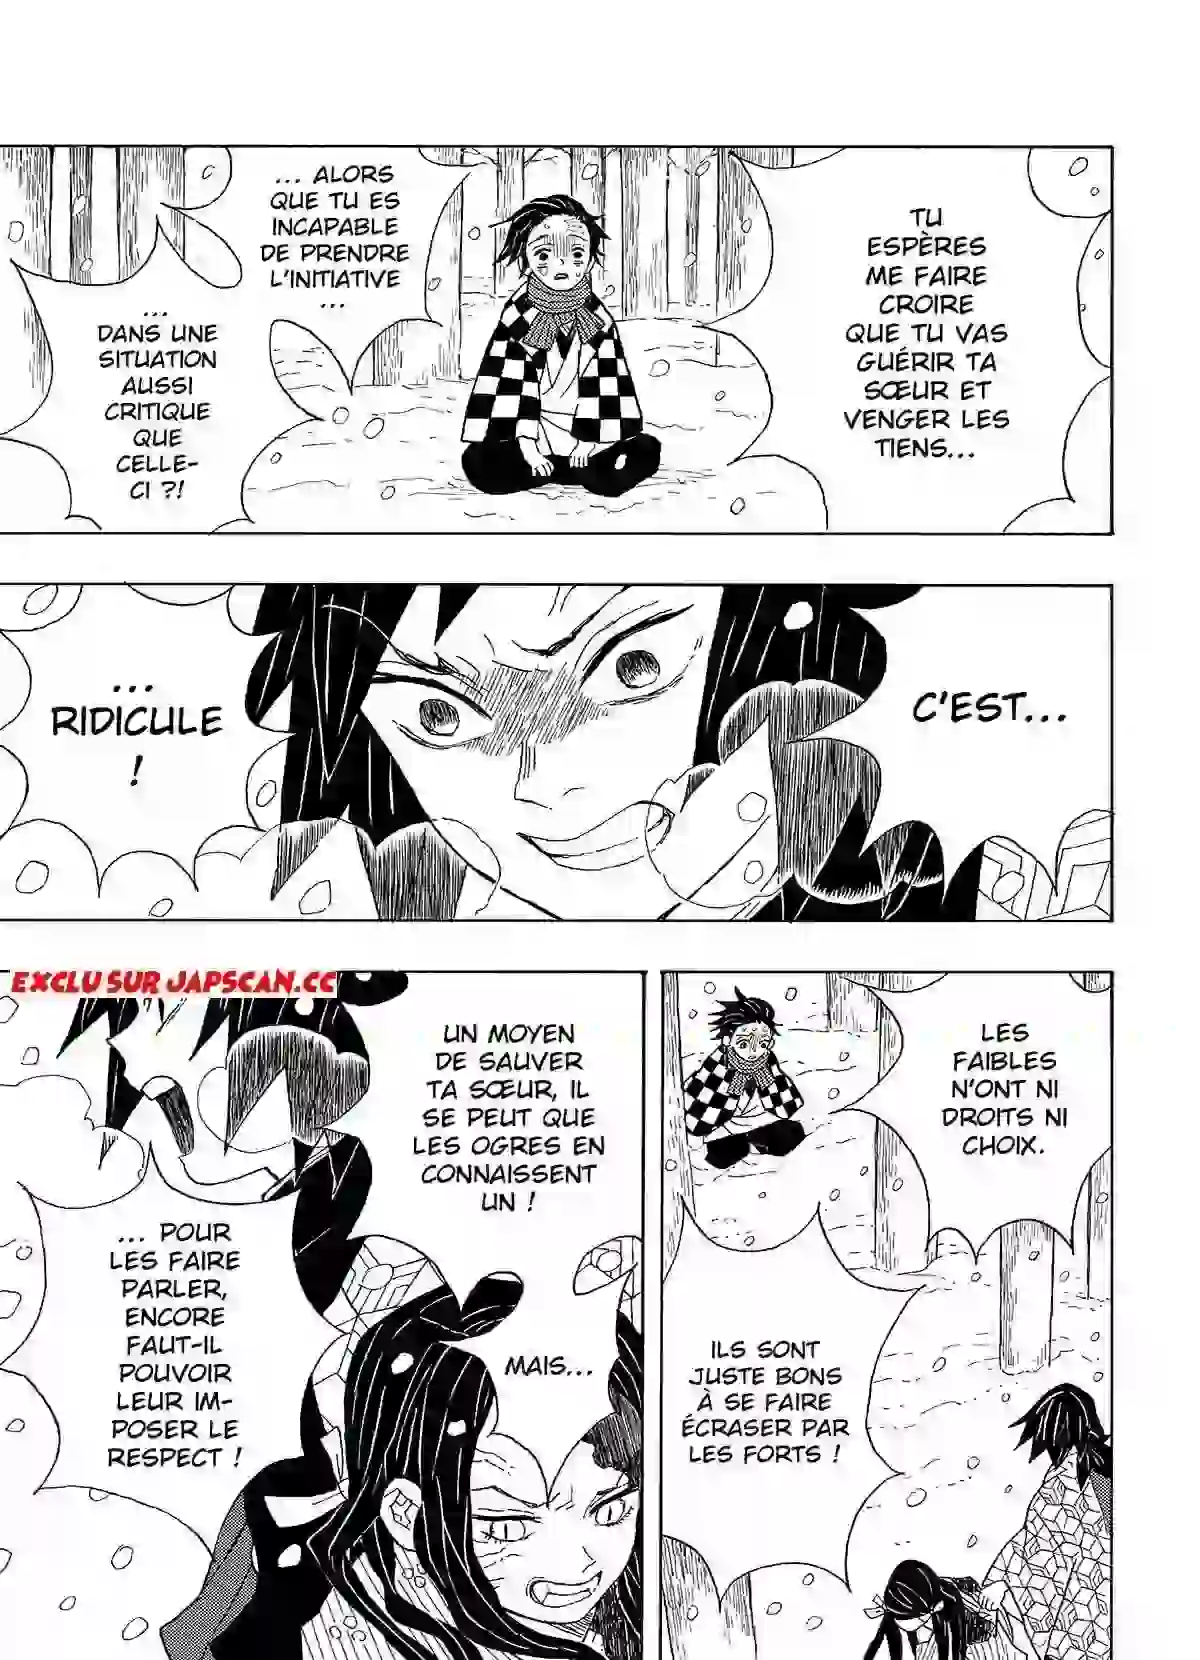 TU
ESPÈRES
ME FAIRE
CROIRE
QUE TU VAS
GUÉRIR TA
SŒUR ET
VENGER LES
TIENS...
... ALORS
QUE TU ES
INCAPABLE
DE PRENDRE
L'INITIATIVE
...
...
DANS UNE
SITUATION
AUSSI
CRITIQUE
QUE
CELLE-
CI ?!
C'EST...
...
RIDICULE
!
LES
FAIBLES
N'ONT NI
DROITS NI
CHOIX.
ILS SONT
JUSTE BONS
À SE FAIRE
ÉCRASER PAR
LES FORTS !
EXCLU SUR JAPSCAN.CC
UN MOYEN
DE SAUVER
TA SŒUR, IL
SE PEUT QUE
LES OGRES EN
CONNAISSENT
UN !
MAIS...
... POUR
LES FAIRE
PARLER,
ENCORE
FAUT-IL
POUVOIR
LEUR IM-
POSER LE
RESPECT !